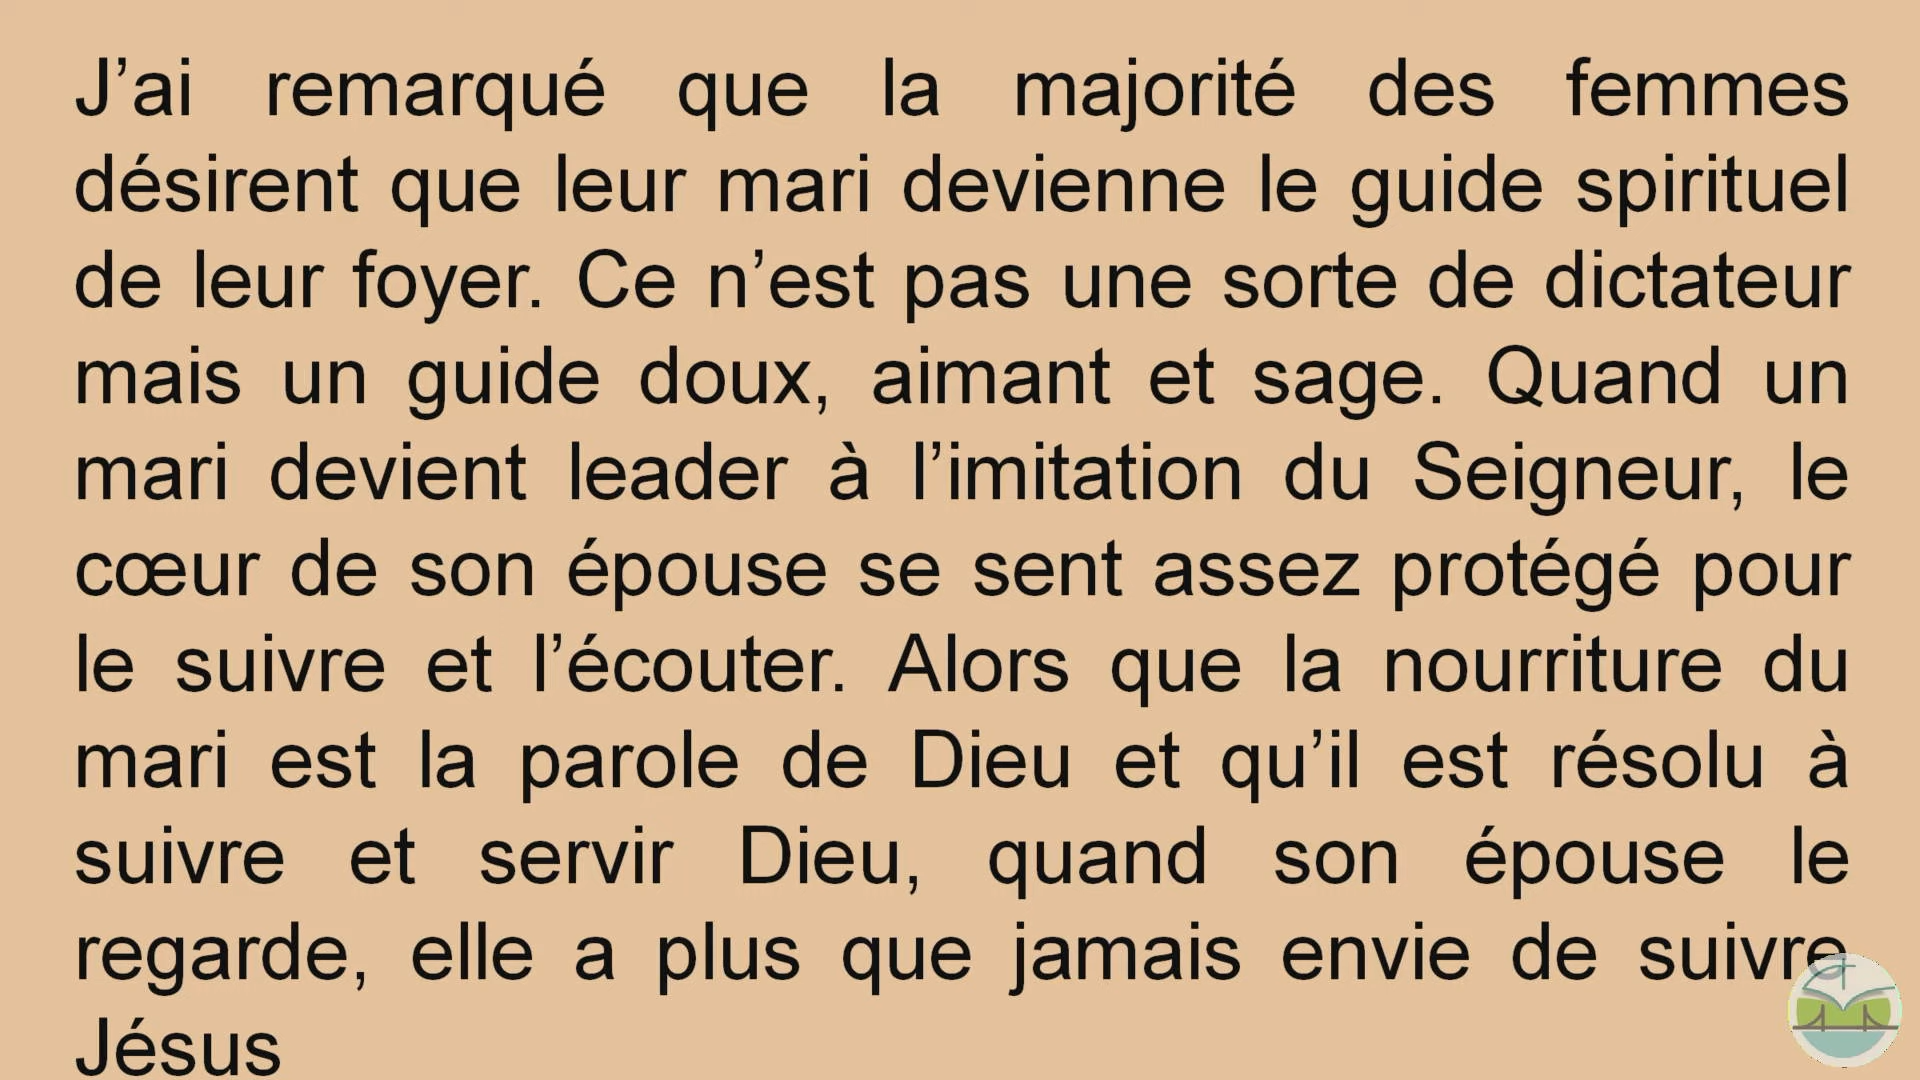 J’ai remarqué que la majorité des femmes
désirent que leur mari devienne le guide spirituel
de leur foyer. Ce n’est pas une sorte de dictateur
mais un guide doux, aimant et sage. Quand un
mari devient leader à l’imitation du Seigneur, le
cœur de son épouse se sent assez protégé pour
le suivre et l’écouter. Alors que la nourriture du
mari est la parole de Dieu et qu’il est résolu à
suivre et servir Dieu, quand son épouse le
regarde, elle a plus que jamais envie de suivre
Jésus